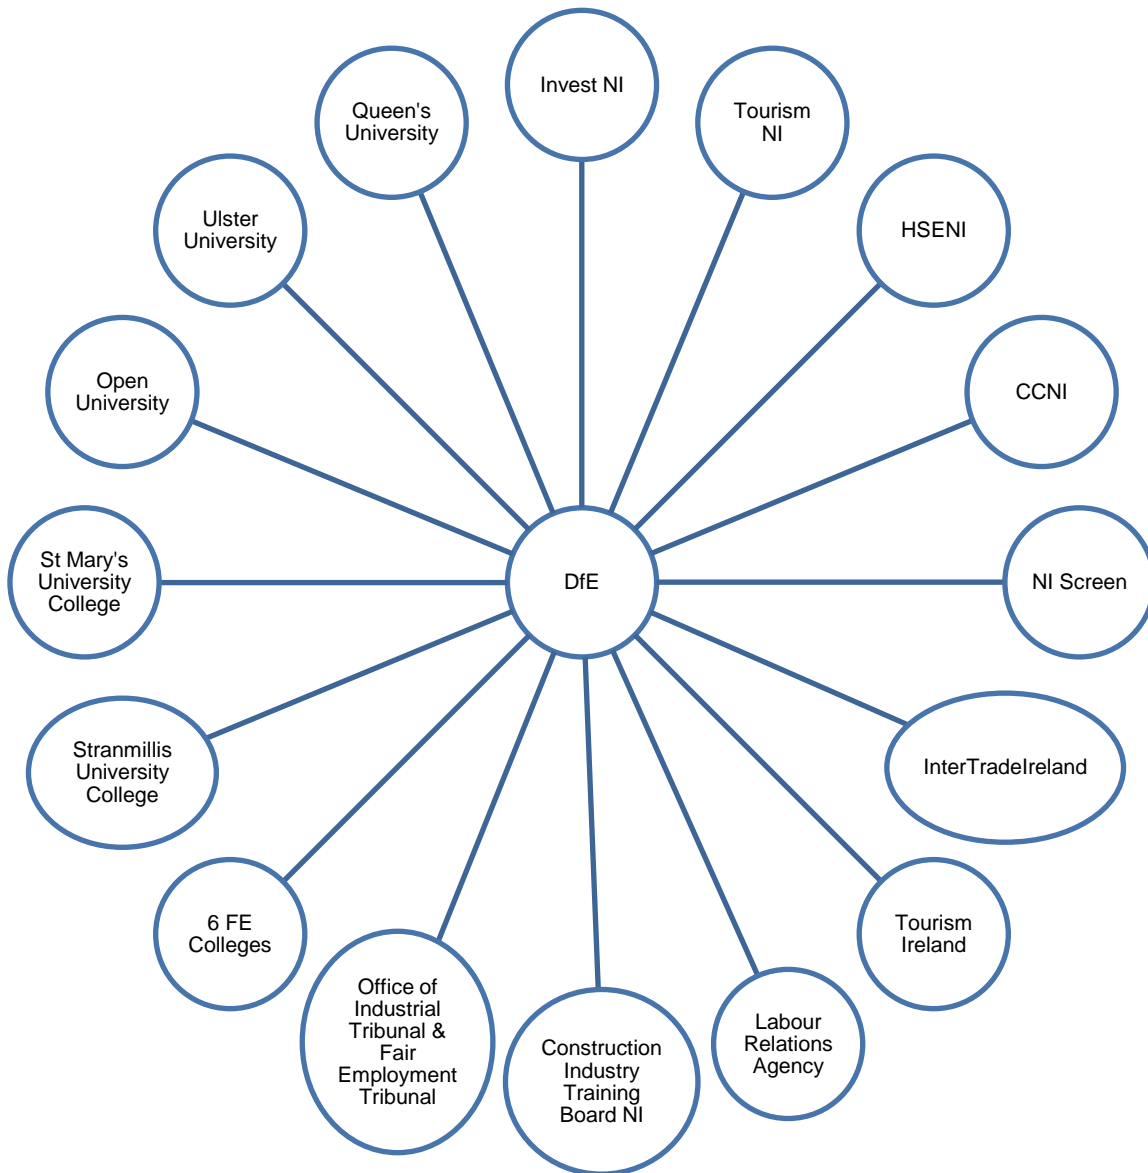 Invest NI
Tourism
NI
HSENI
CCNI
NI Screen
InterTradeIreland
Tourism
Ireland
Labour
Relations
Agency
Construction
Industry
Training
Board NI
Office of
Industrial
Tribunal &
Fair
Employment
Tribunal
6 FE
Colleges
Stranmillis
University
College
St Mary's
University
College
Open
University
Ulster
University
Queen's
University
DfE